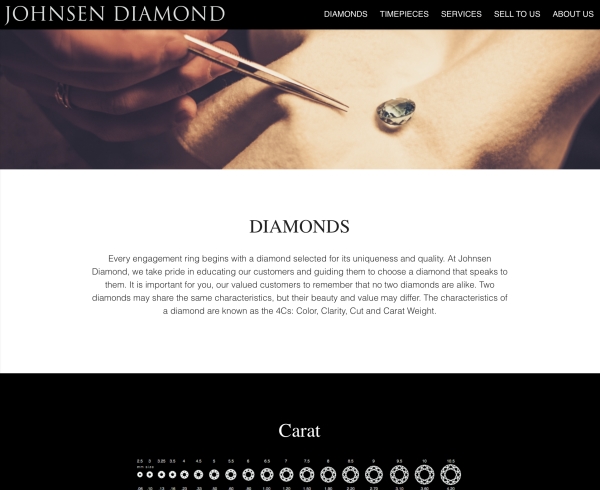 JOHNSEN DIAMOND
DIAMONDS TIMEPIECES SERVICES SELL TO US ABOUT US
DIAMONDS
Every engagement ring begins with a diamond selected for its uniqueness and quality. At Johnsen
Diamond, we take pride in educating our customers and guiding them to choose a diamond that speaks to
them. It is important for you, our valued customers to remember that no two diamonds are alike. Two
diamonds may share the same characteristics, but their beauty and value may differ. The characteristics of
a diamond are known as the 4Cs: Color, Clarity, Cut and Carat Weight.
Carat
2.5 3 3.25 3.5 4 4.5 5 5.5 6 6.5 7 7.5 8 8.5 9 9.5 10 10.5
mm size